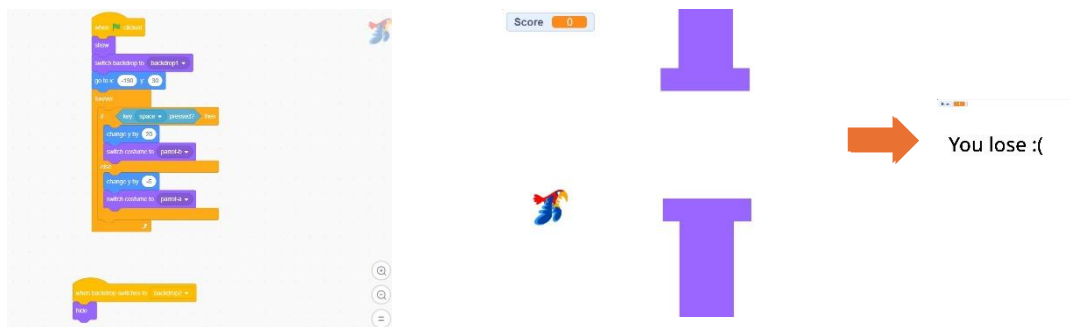 when clicked
show
switch backdrop to backdrop1
go to x: -190 y: 30
forever
if key space pressed? then
change y by 20
switch costume to parrot-b
else
change y by -5
switch costume to parrot-a
when backdrop switches to backdrop2
hide
Score 0
You lose :(